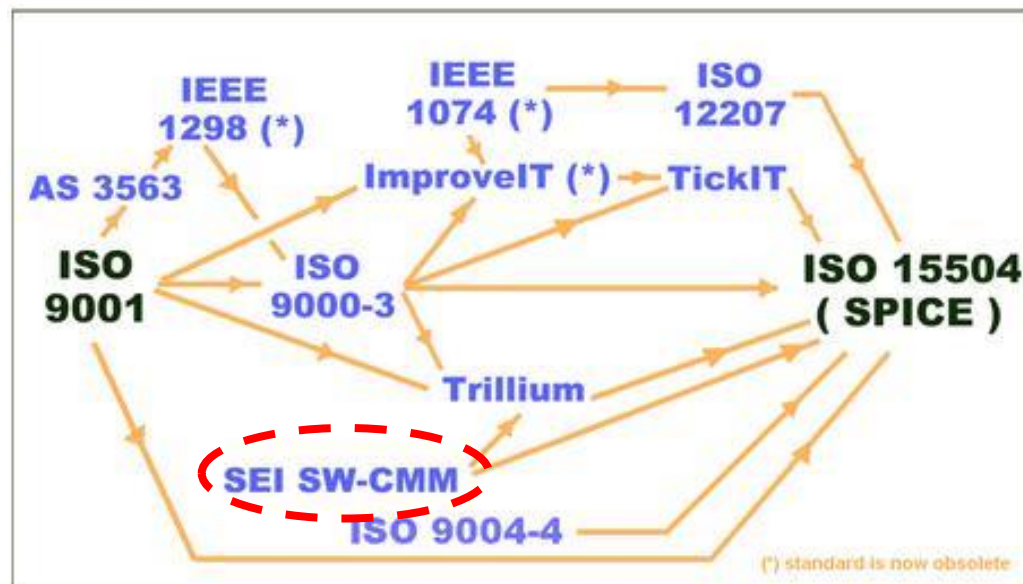 IEEE
1298 (*)
IEEE
1074 (*)
ISO
12207
AS 3563
ImproveIT (*)
TickIT
ISO
9001
ISO
9000-3
ISO 15504
( SPICE )
Trillium
SEI SW-CMM
ISO 9004-4
(*) standard is now obsolete